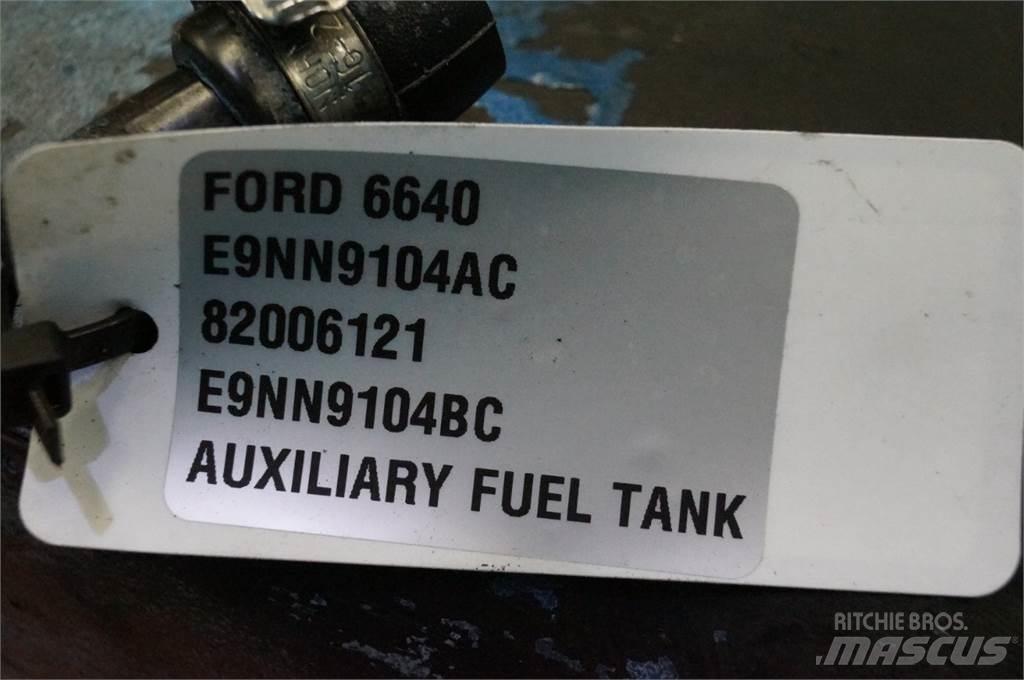 FORD 6640
E9NN9104AC
82006121
E9NN9104BC
AUXILIARY FUEL TANK
RITCHIE BROS.
MASCUS